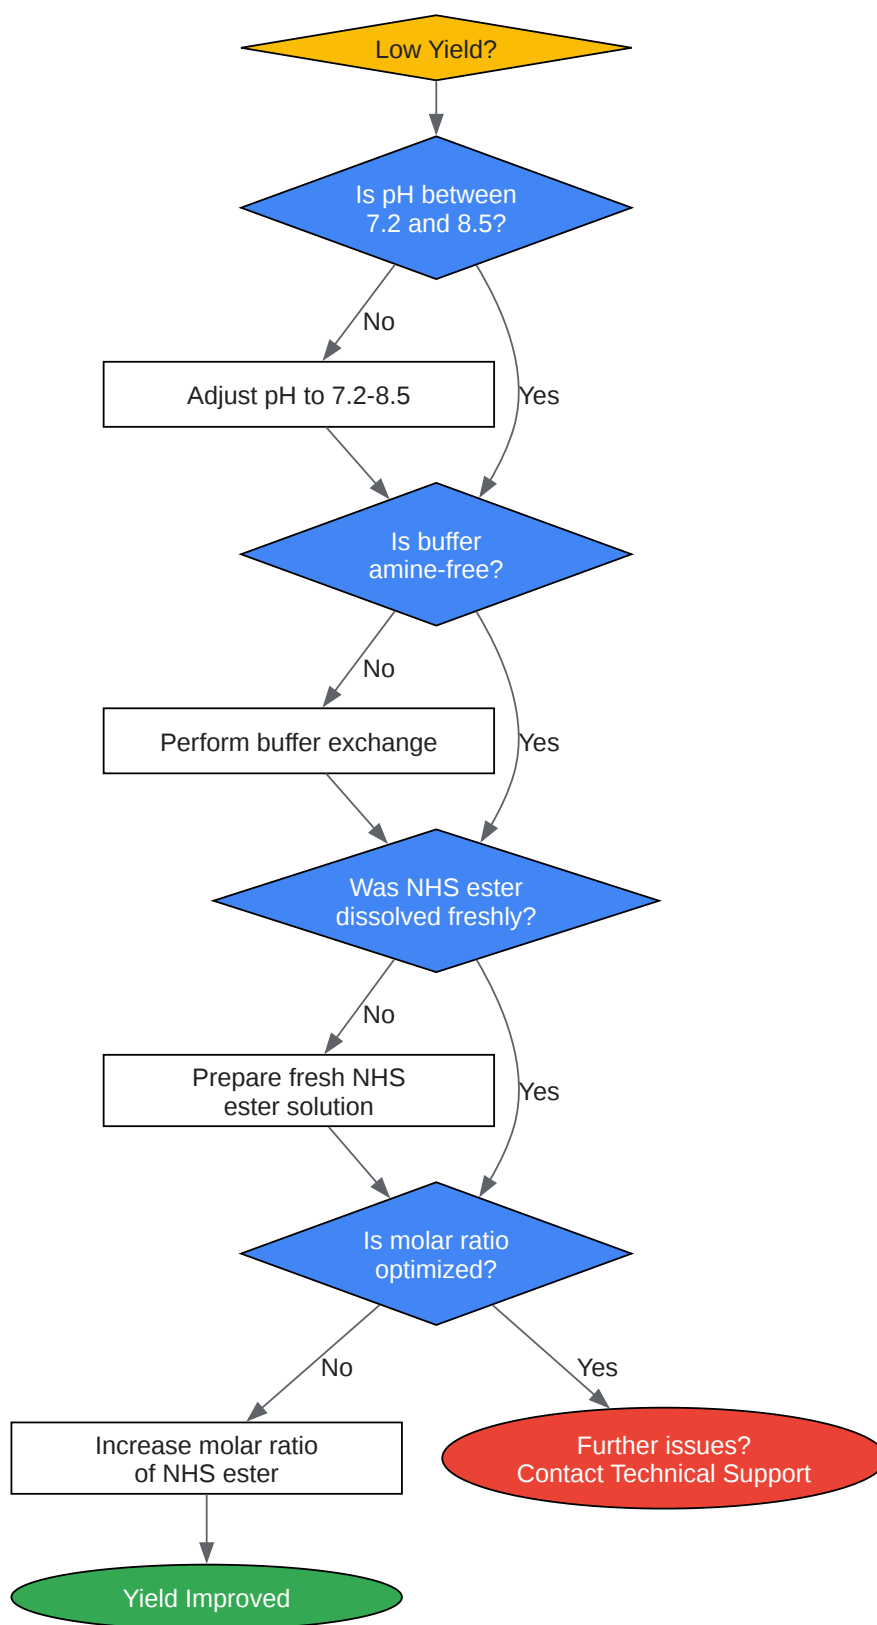 Low Yield?
Is pH between
7.2 and 8.5?
No
Adjust pH to 7.2-8.5
Yes
Is buffer
amine-free?
No
Perform buffer exchange
Yes
Was NHS ester
dissolved freshly?
No
Prepare fresh NHS
ester solution
Yes
Is molar ratio
optimized?
No
Yes
Increase molar ratio
of NHS ester
Further issues?
Contact Technical Support
Yield Improved